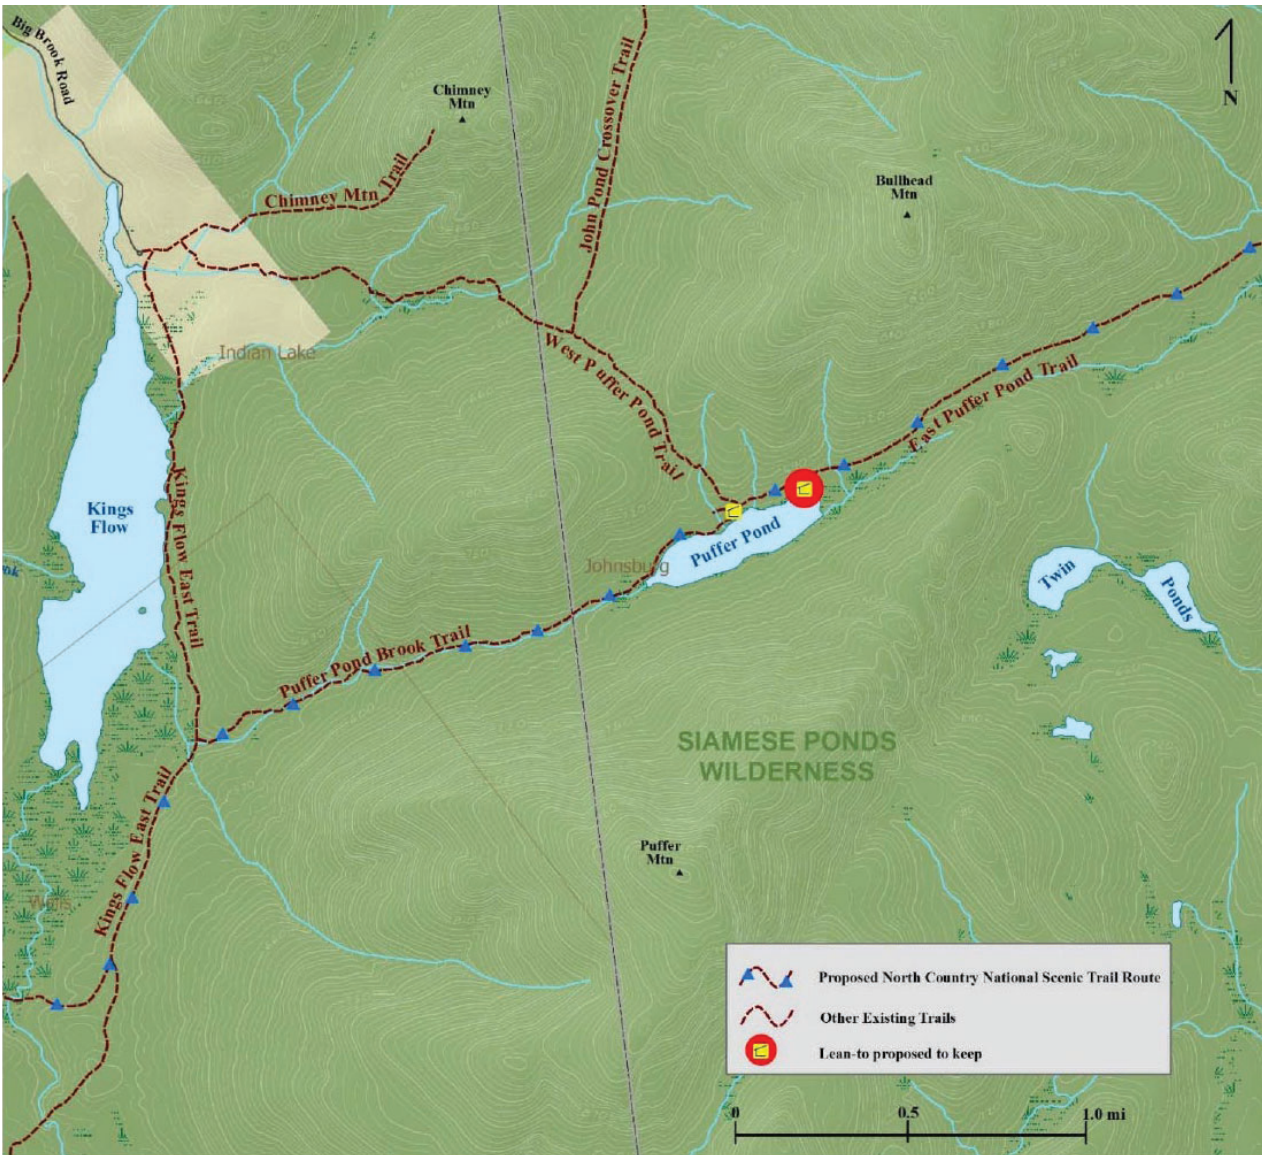 Big Brook Road
Chimney
Mtn
John Pond Crossover Trail
N
Bullhead
Mtn
Chimney Mtn Trail
Indian Lake
West Puffer Pond Trail
East Puffer Pond Trail
Kings
Flow
Kings Flow East Trail
Puffer Pond
Johnsburg
Twin
Ponds
Puffer Pond Brook Trail
SIAMESE PONDS
WILDERNESS
Kings Flow East Trail
Puffer
Mtn
Wells
Proposed North Country National Scenic Trail Route
Other Existing Trails
Lean-to proposed to keep
0 0.5 1.0 mi